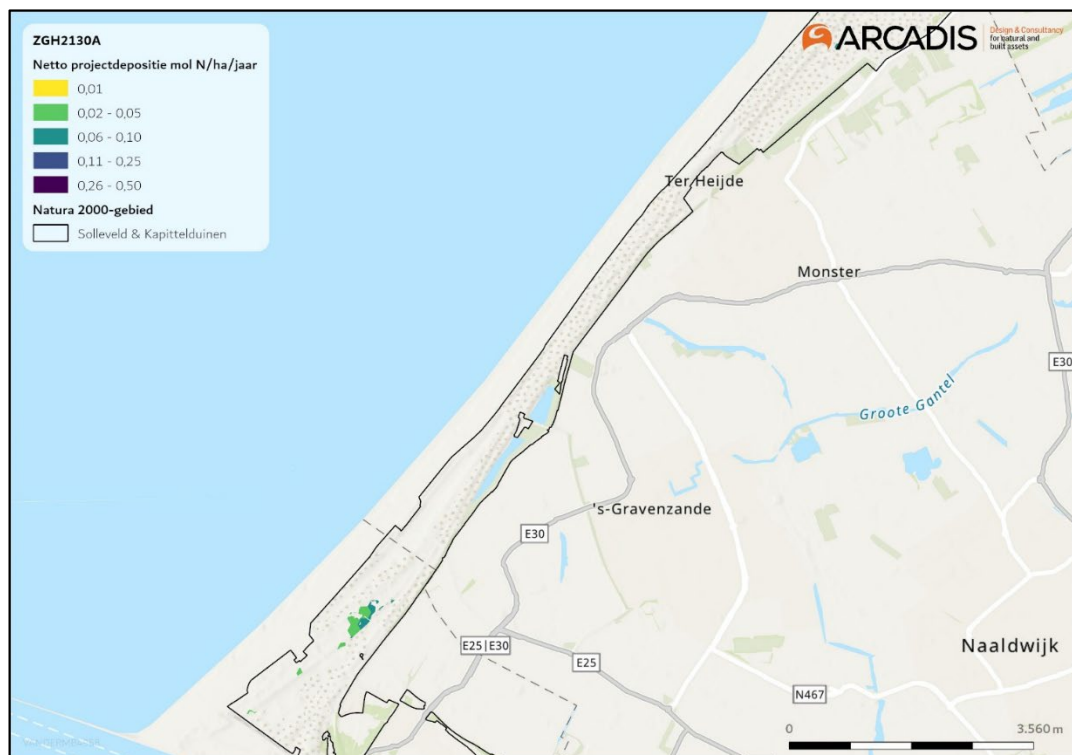 ZGH2130A
Netto projectdepositie mol N/ha/jaar
0,01
0,02 - 0,05
0,06 - 0,10
0,11 - 0,25
0,26 - 0,50
Natura 2000-gebied
Solleveld & Kapittelduinen
ARCADIS
Design & Consultancy
for natural and
built assets
Ter Heijde
Monster
E30
Groote Gantel
's-Gravenzande
E30
E25|E30
E25
Naaldwijk
N467
0
3.560 m